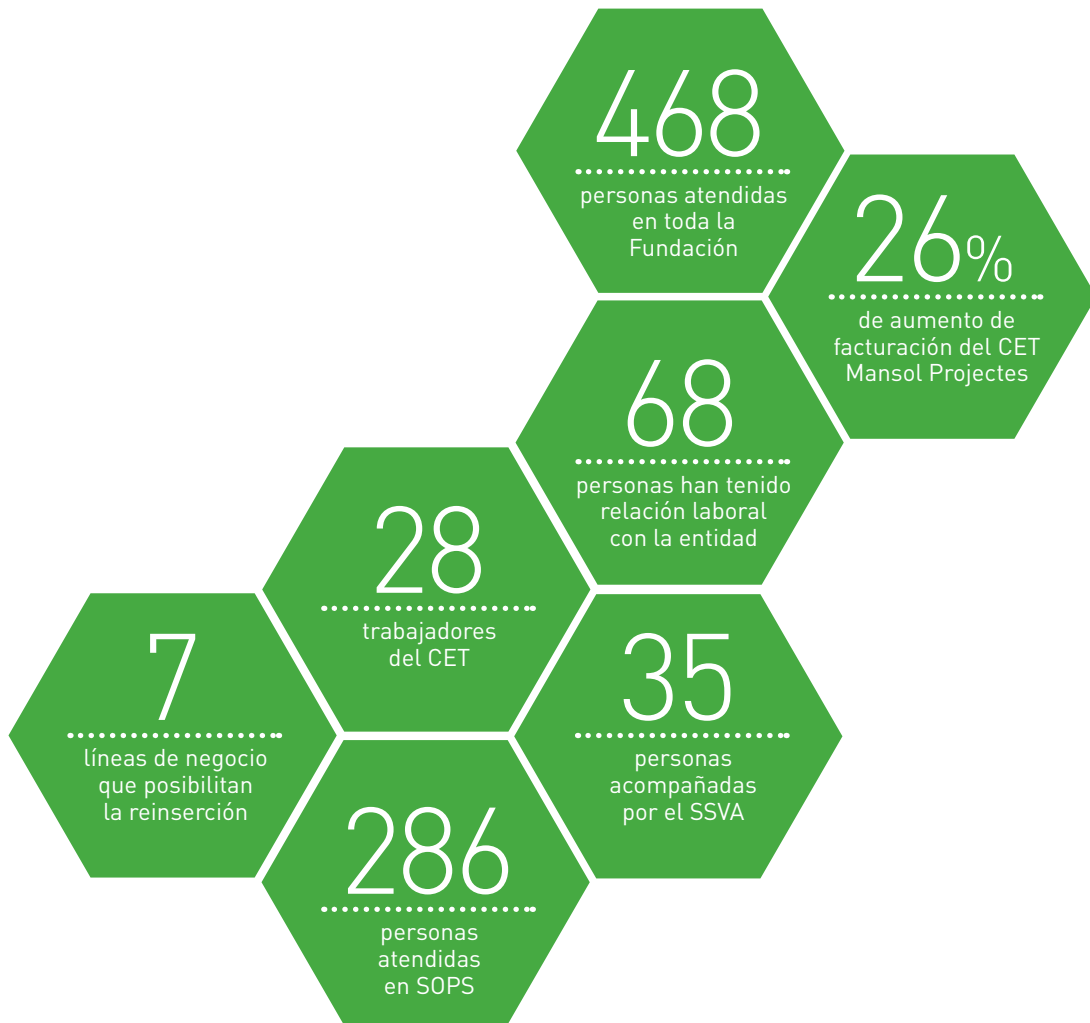 468
personas atendidas
en toda la
Fundación
26%
de aumento de
facturación del CET
Mansol Projectes
68
personas han tenido
relación laboral
con la entidad
28
trabajadores
del CET
7
líneas de negocio
que posibilitan
la reinserción
35
personas
acompañadas
por el SSVA
286
personas
atendidas
en SOPS